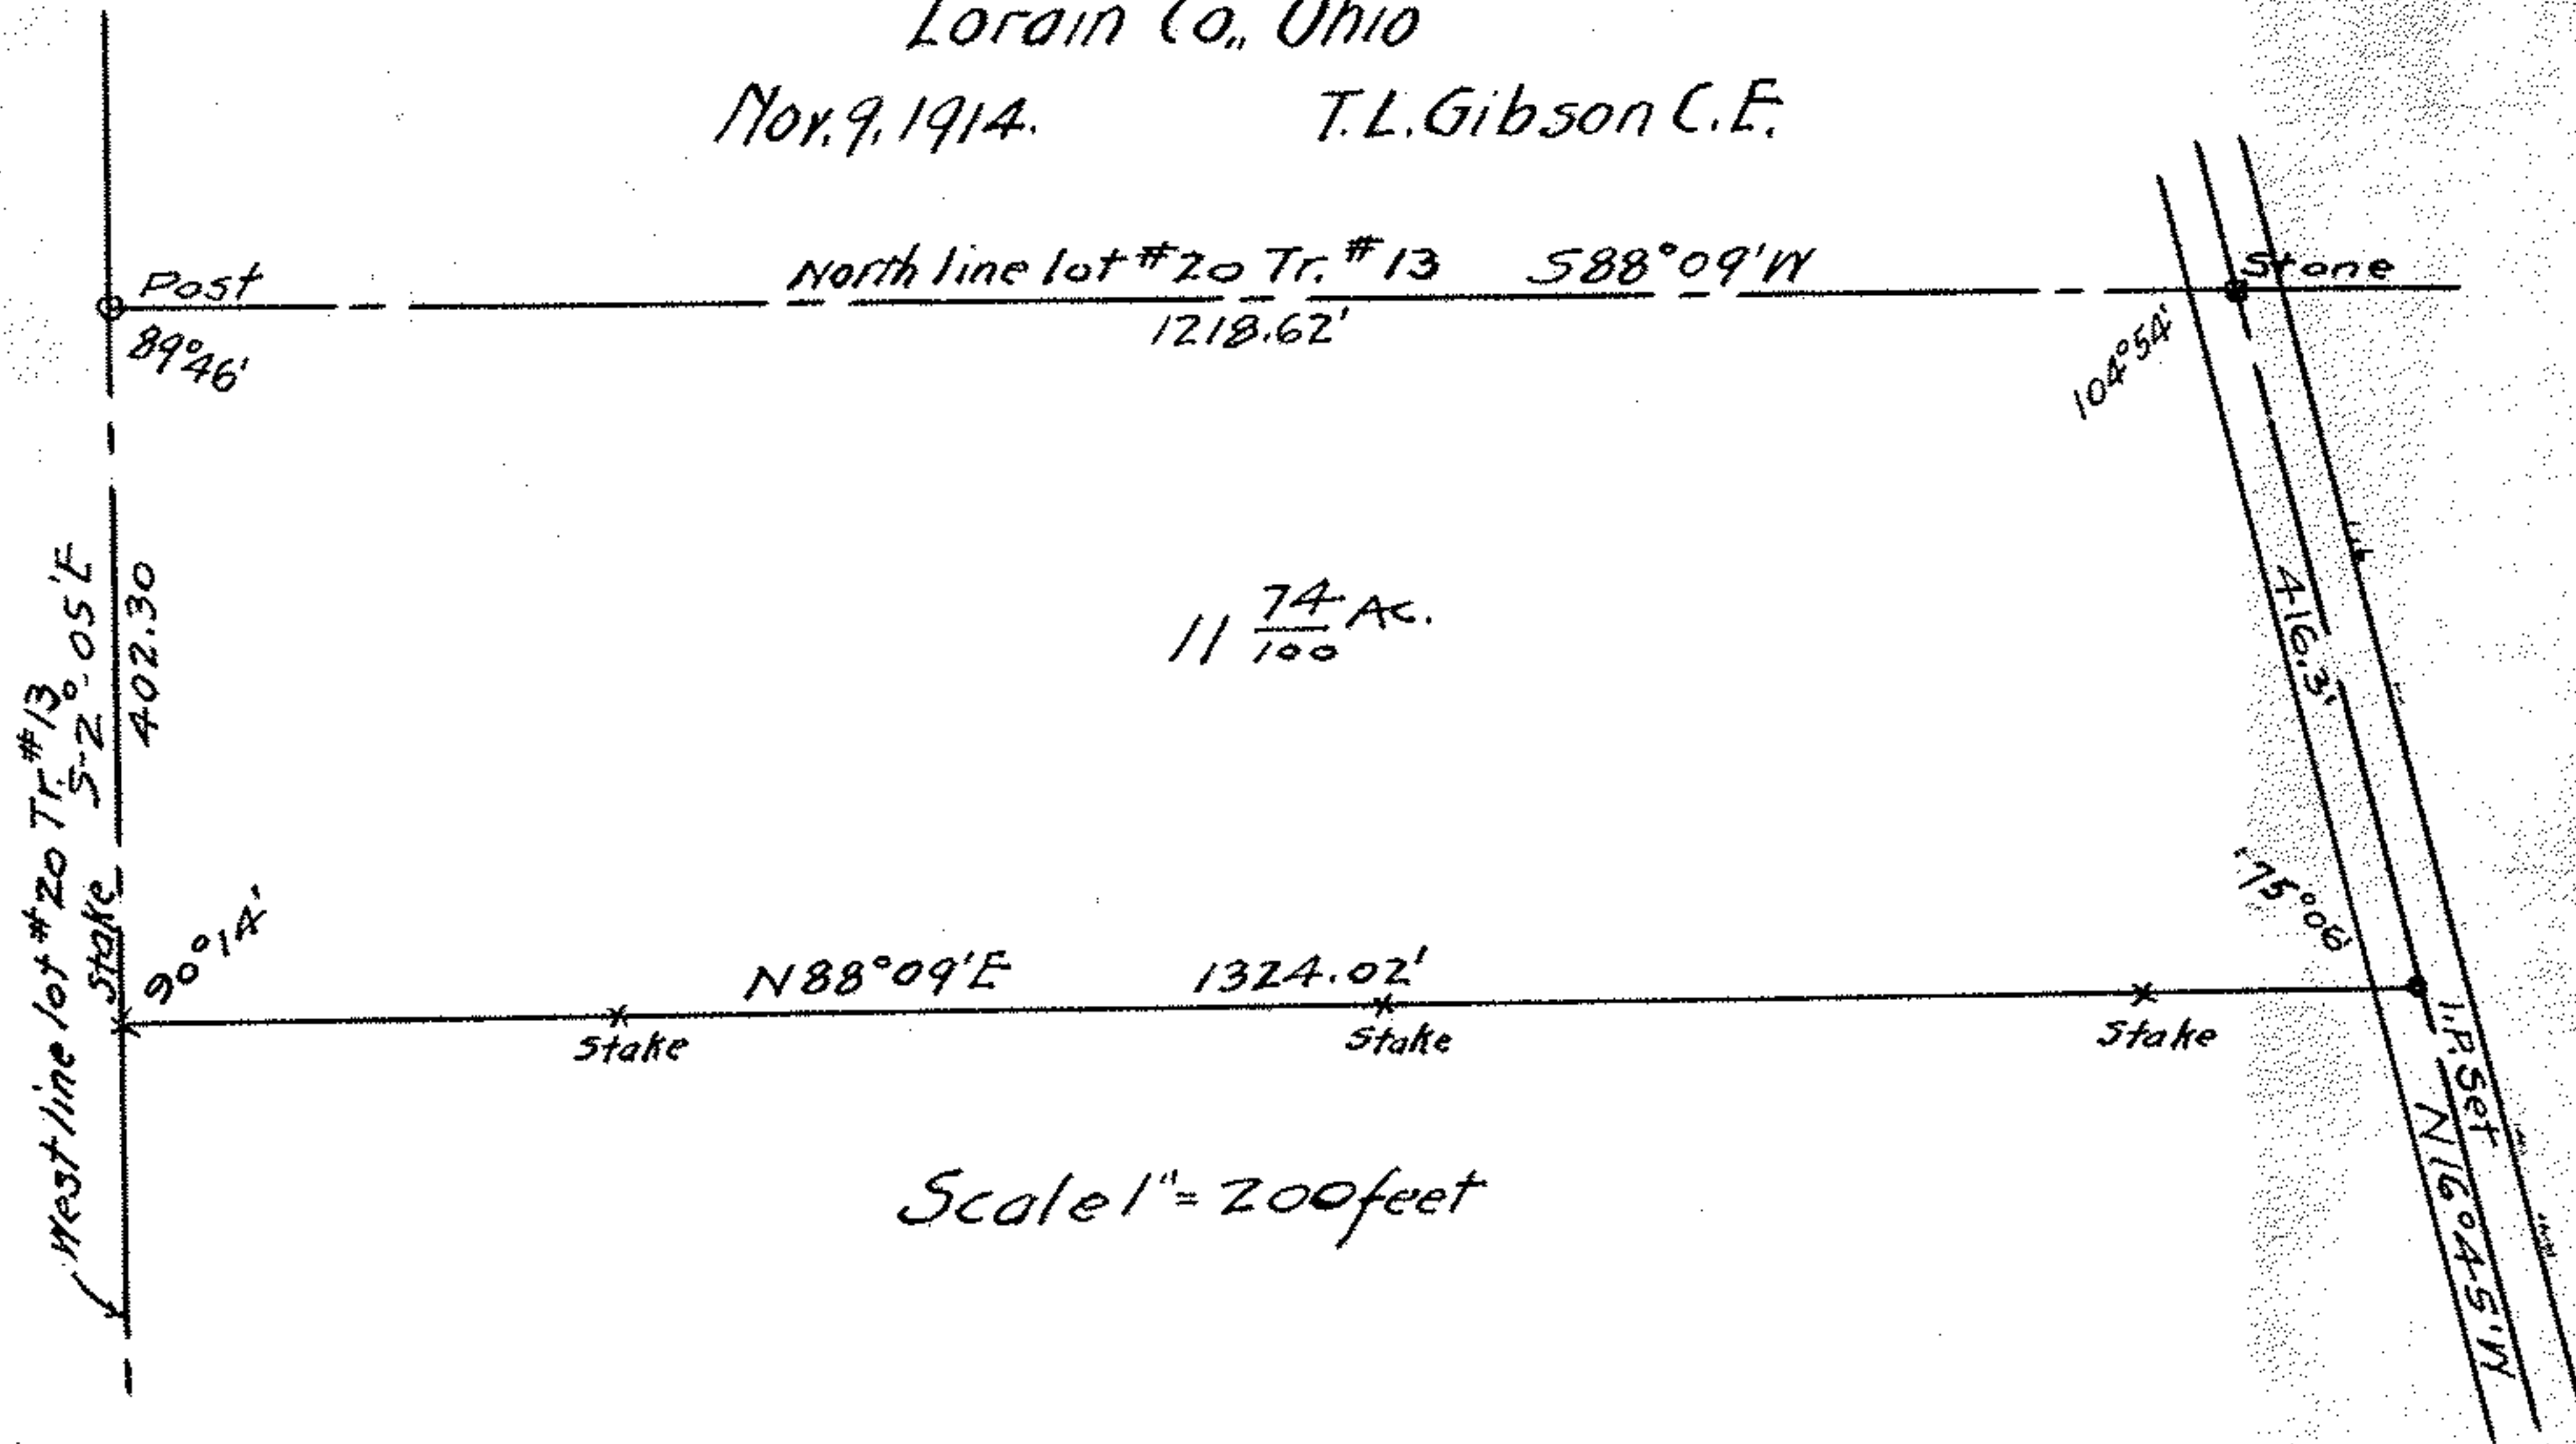 Lorain Co., Ohio
Nov. 9, 1914. T.L. Gibson C.E.
North line lot #20 Tr. #13 S88°09'W
Post
Stone
1218.62'
89°46'
104°54'
West line lot #20 Tr. #13
S-2°-05'E
402.30
11 74/100 Ac.
416.3'
Stake
90°14'
75°06'
N88°09'E 1324.02'
Stake
Stake
Stake
I.P. Set
N16°45'W
Scale 1" = 200 feet